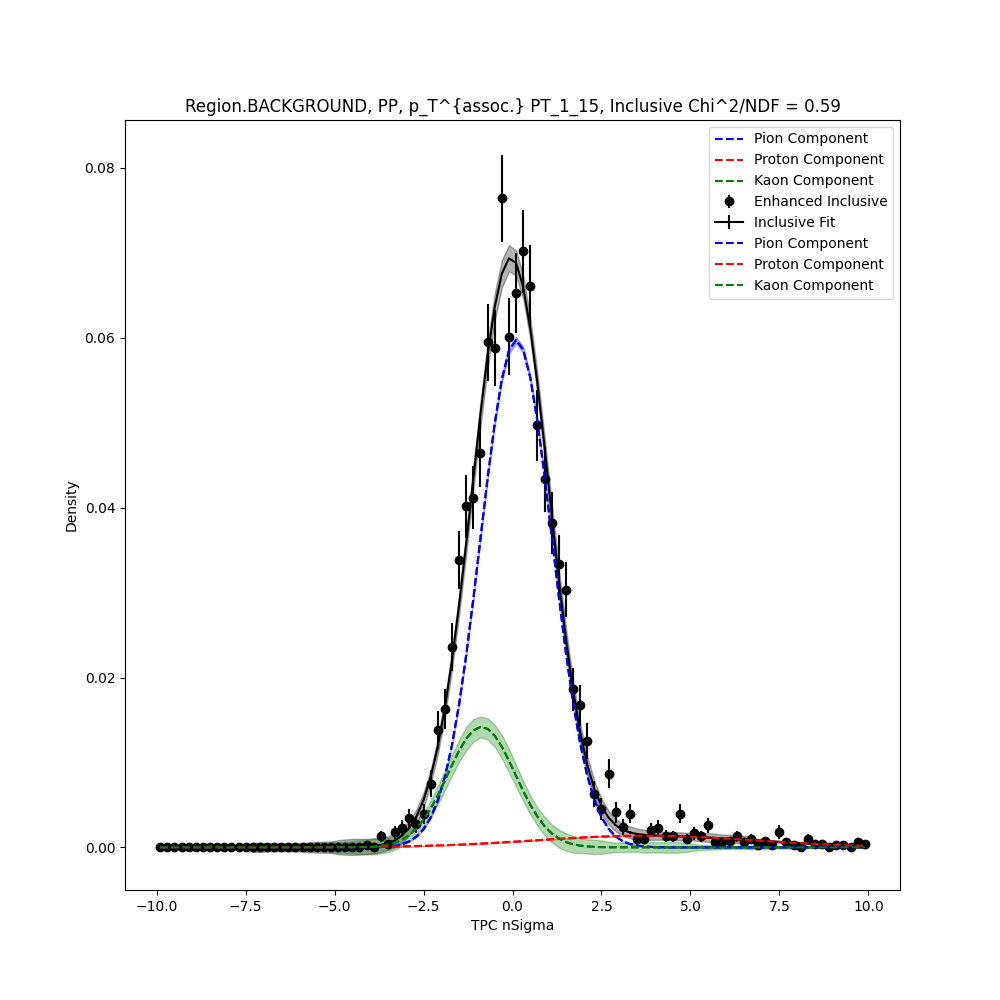 Region.BACKGROUND, PP, p_T^{assoc.} PT_1_15, Inclusive Chi^2/NDF = 0.59
Pion Component
Proton Component
Kaon Component
Enhanced Inclusive
Inclusive Fit
Pion Component
Proton Component
Kaon Component
0.08
0.06
0.04
0.02
0.00
Density
−10.0 −7.5 −5.0 −2.5 0.0 2.5 5.0 7.5 10.0
TPC nSigma